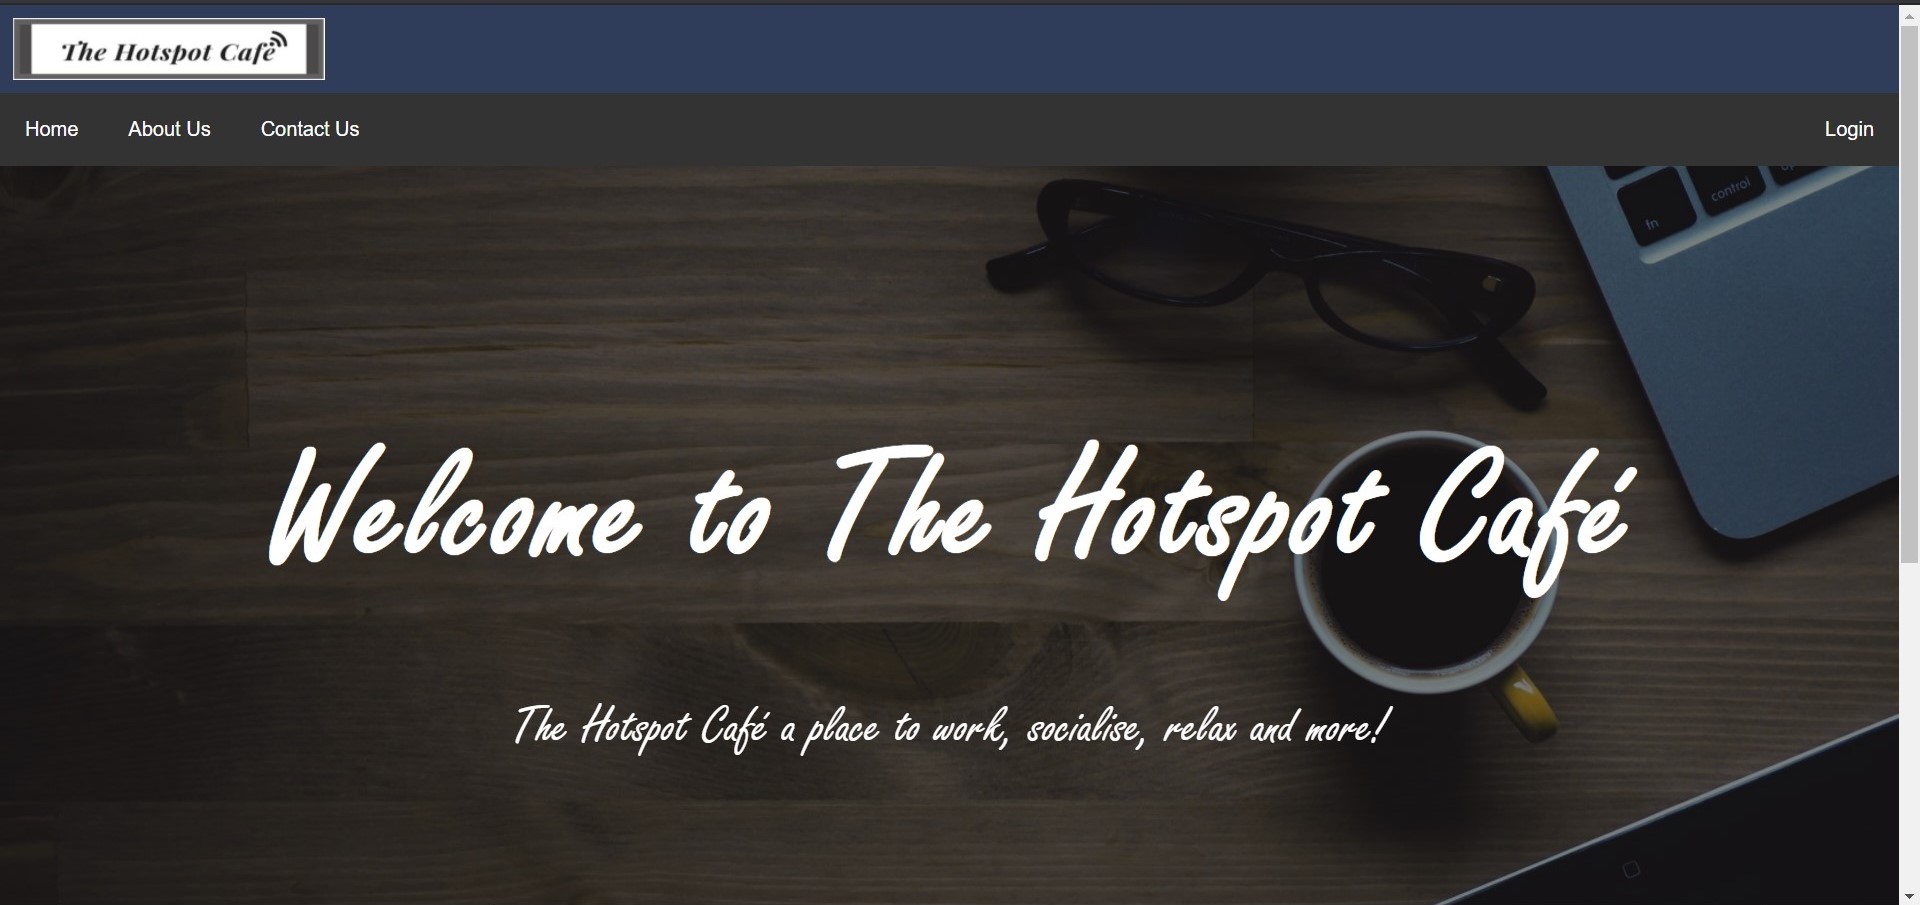 The Hotspot Café
Home About Us Contact Us Login
control
fn
Welcome to The Hotspot Café
The Hotspot Café a place to work, socialise, relax and more!